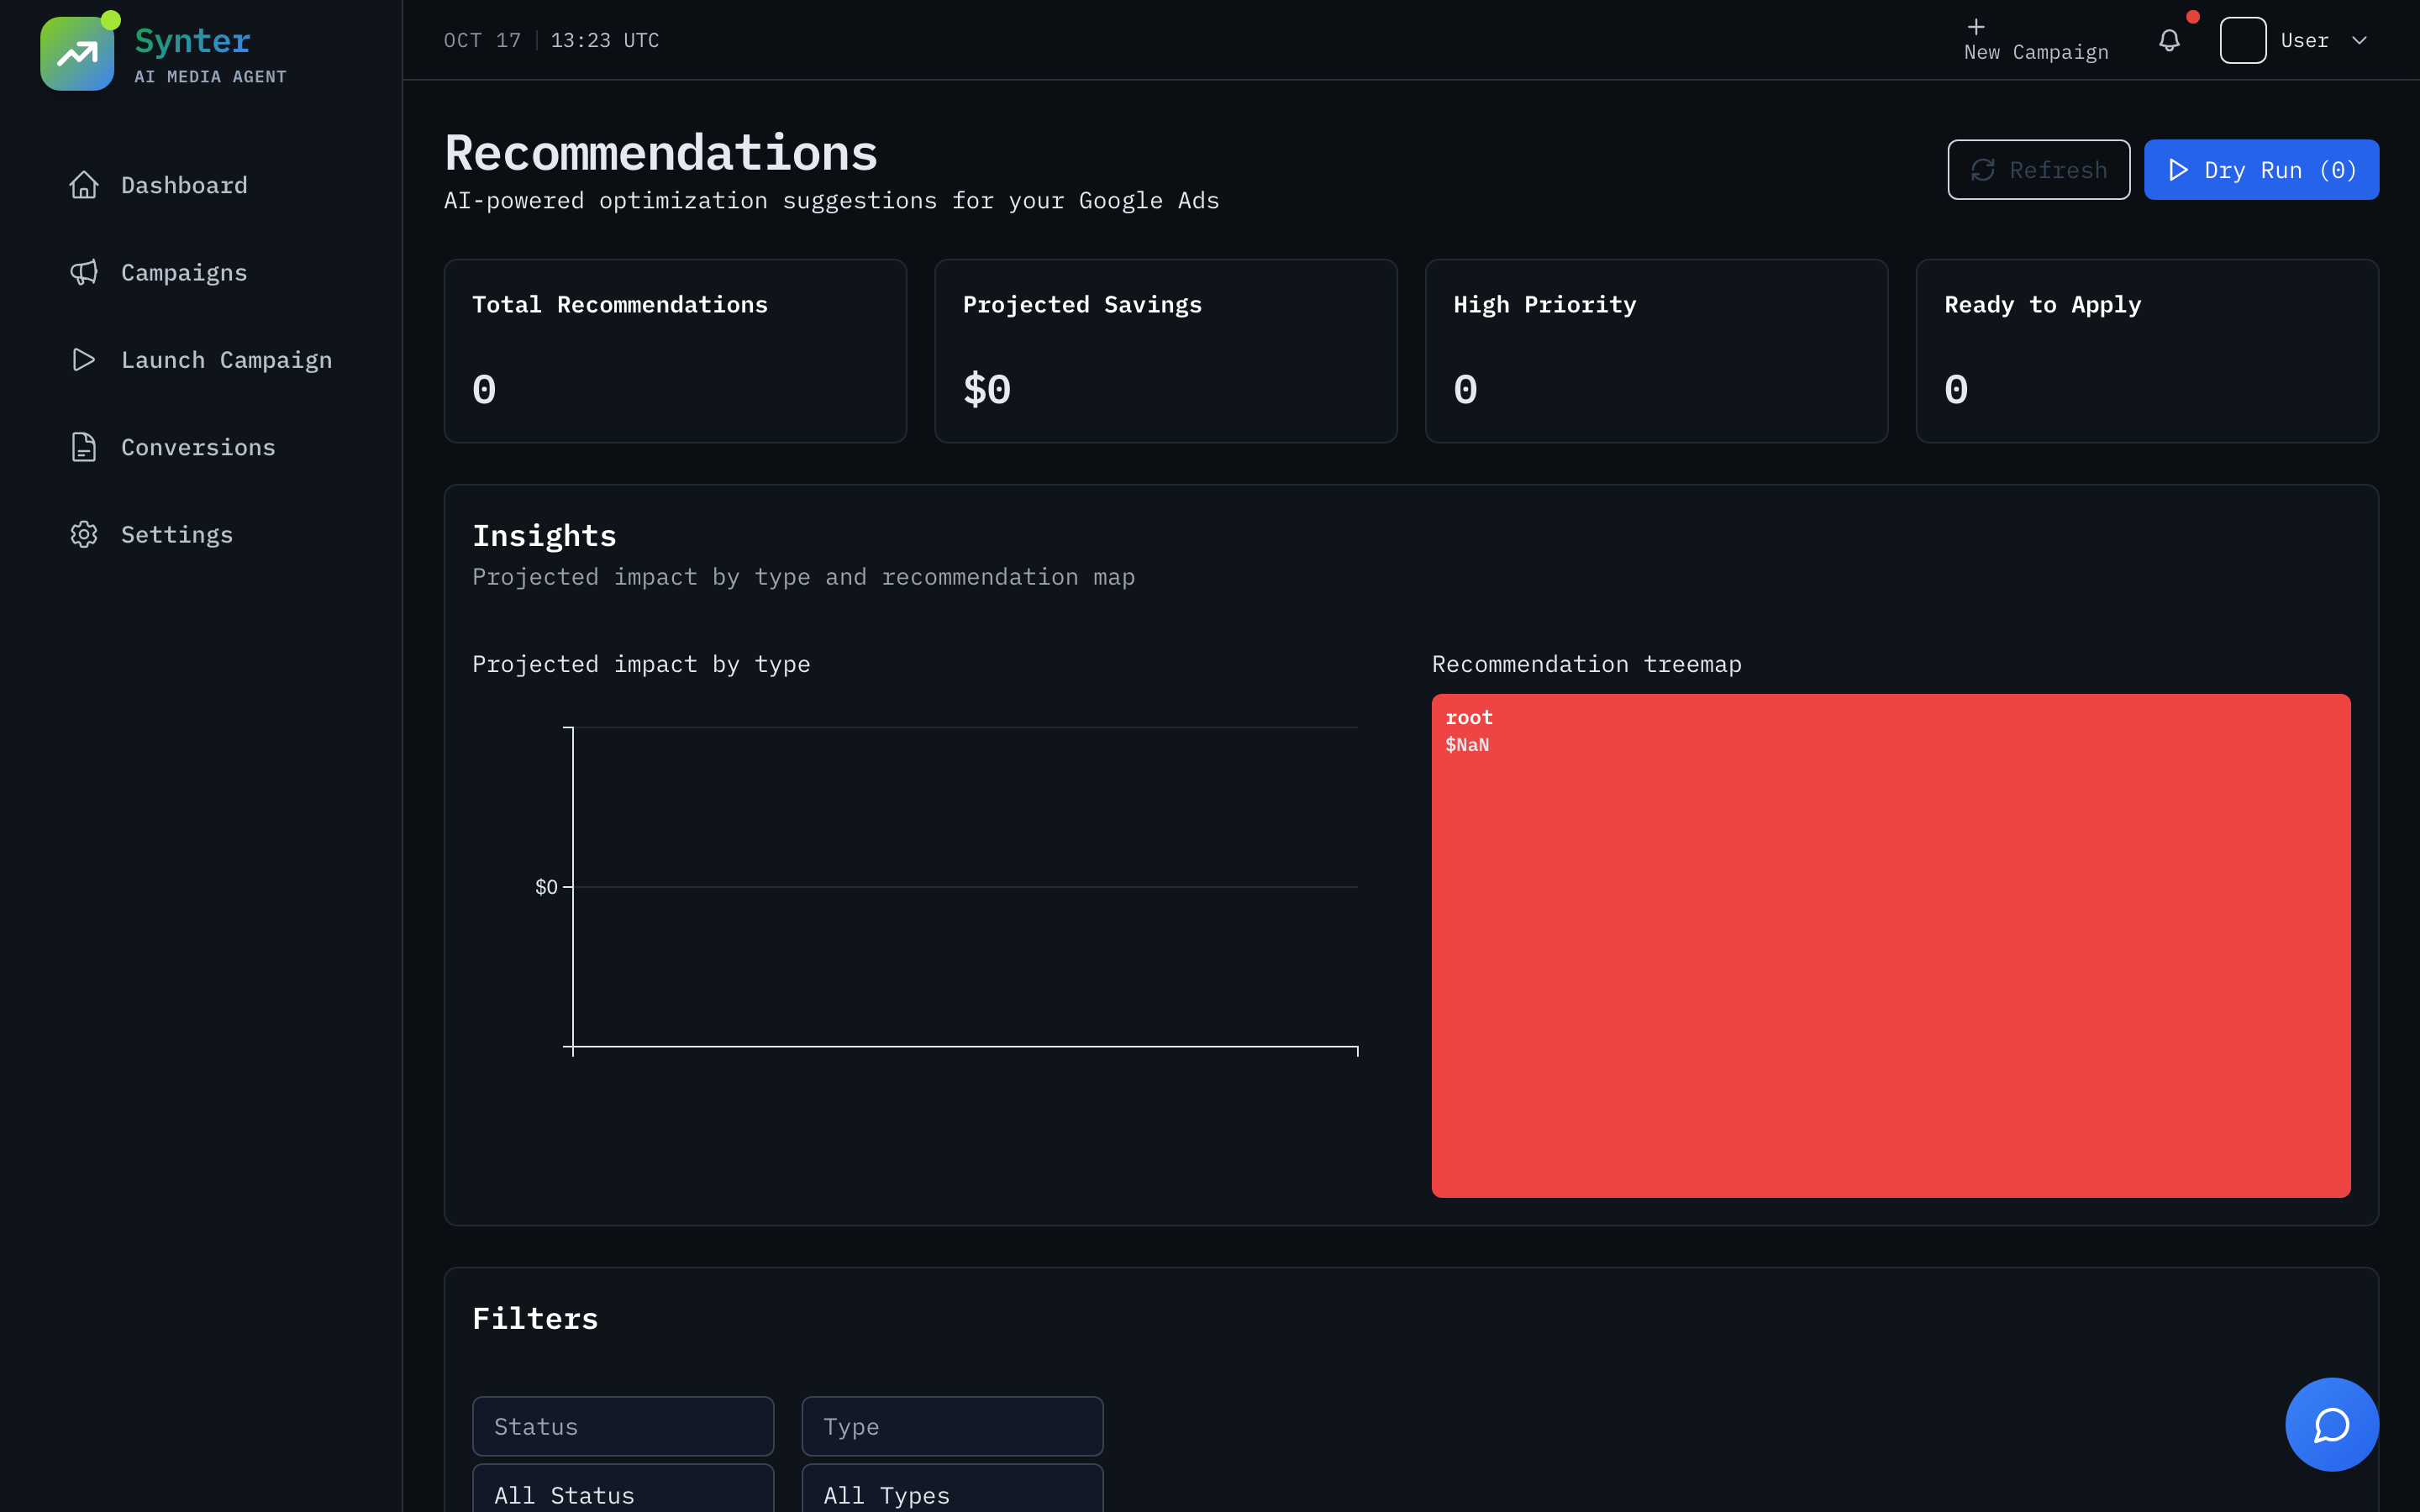 Synter
AI MEDIA AGENT
OCT 17 13:23 UTC
New Campaign
User
Dashboard
Campaigns
Launch Campaign
Conversions
Settings
Recommendations
AI-powered optimization suggestions for your Google Ads
Refresh
Dry Run (0)
Total Recommendations
0
Projected Savings
$0
High Priority
0
Ready to Apply
0
Insights
Projected impact by type and recommendation map
Projected impact by type
$0
Recommendation treemap
root
$NaN
Filters
Status
Type
All Status
All Types